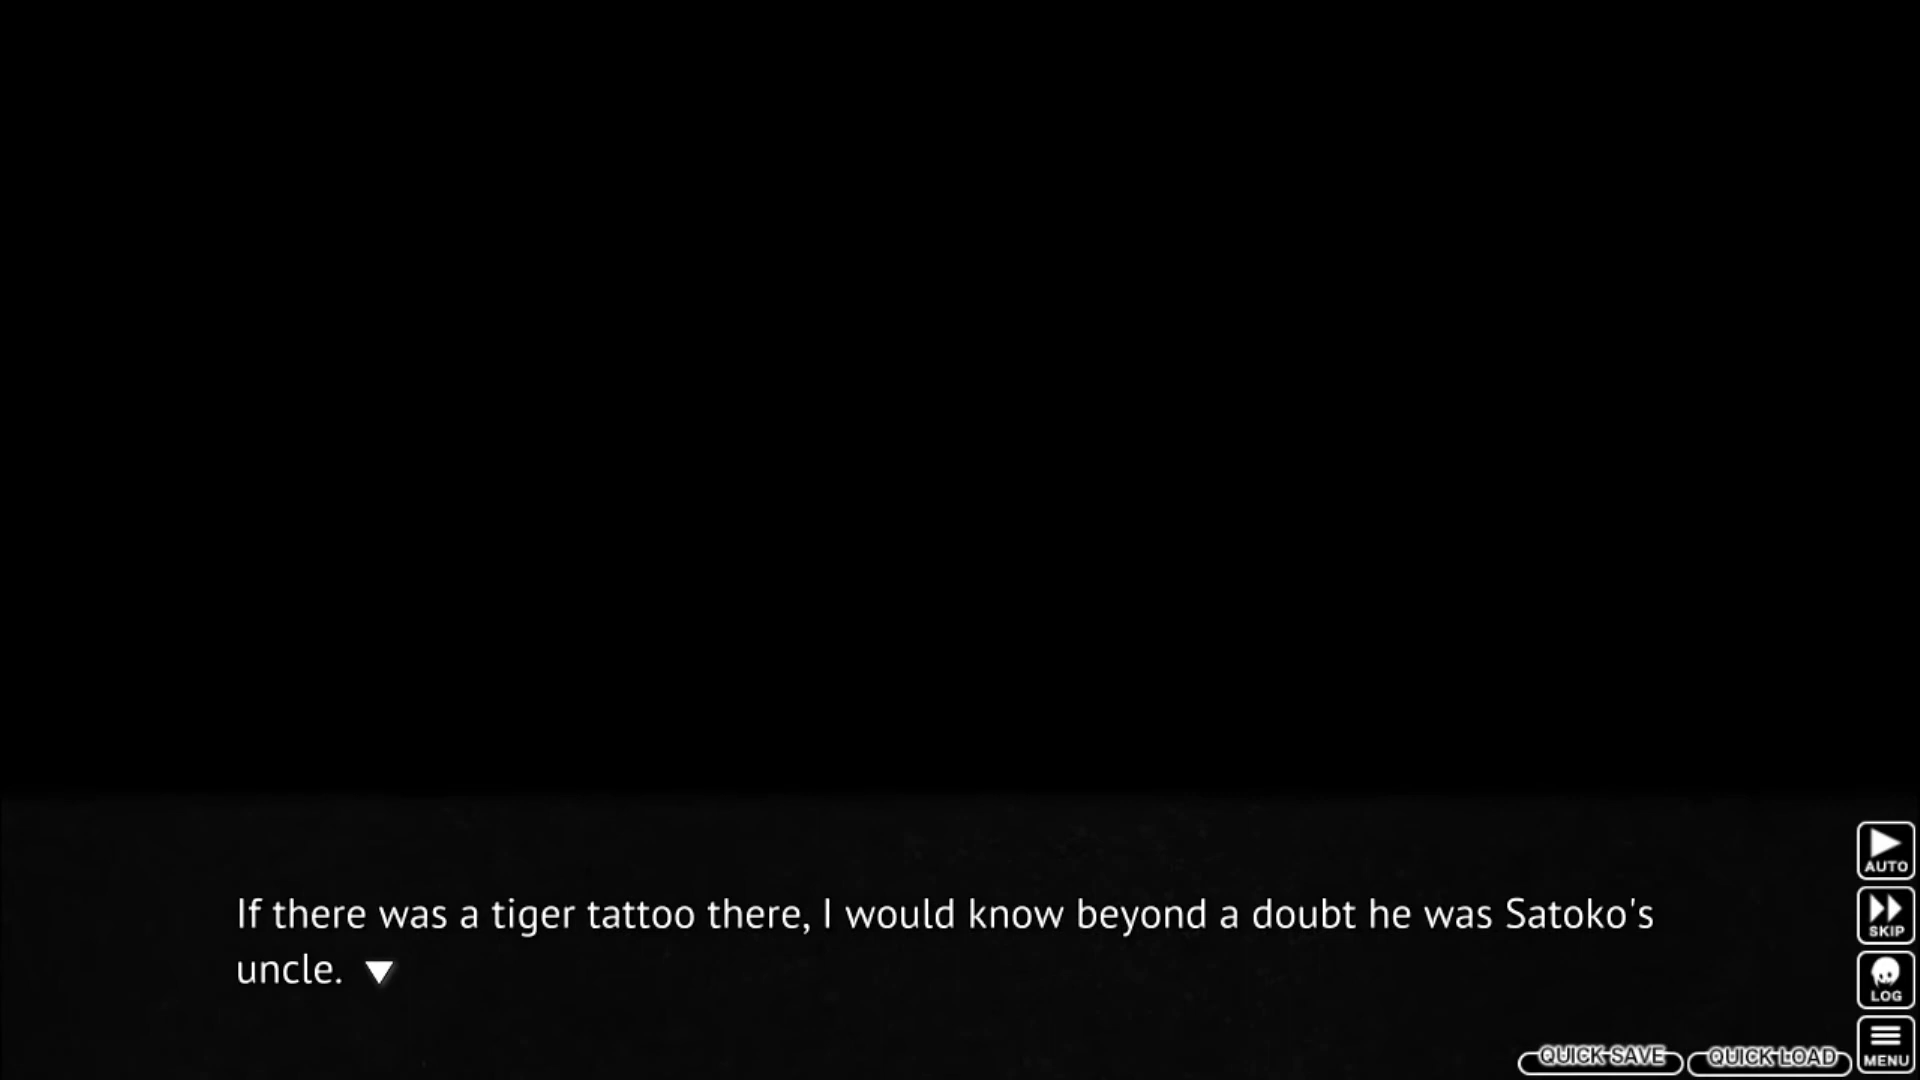 If there was a tiger tattoo there, I would know beyond a doubt he was Satoko's
uncle.
AUTO
SKIP
LOG
MENU
QUICK SAVE
QUICK LOAD